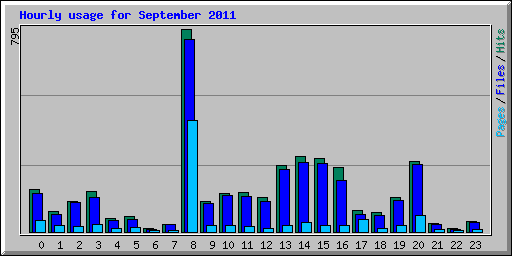 Hourly usage for September 2011
795
Pages/Files/Hits
0 1 2 3 4 5 6 7 8 9 10 11 12 13 14 15 16 17 18 19 20 21 22 23